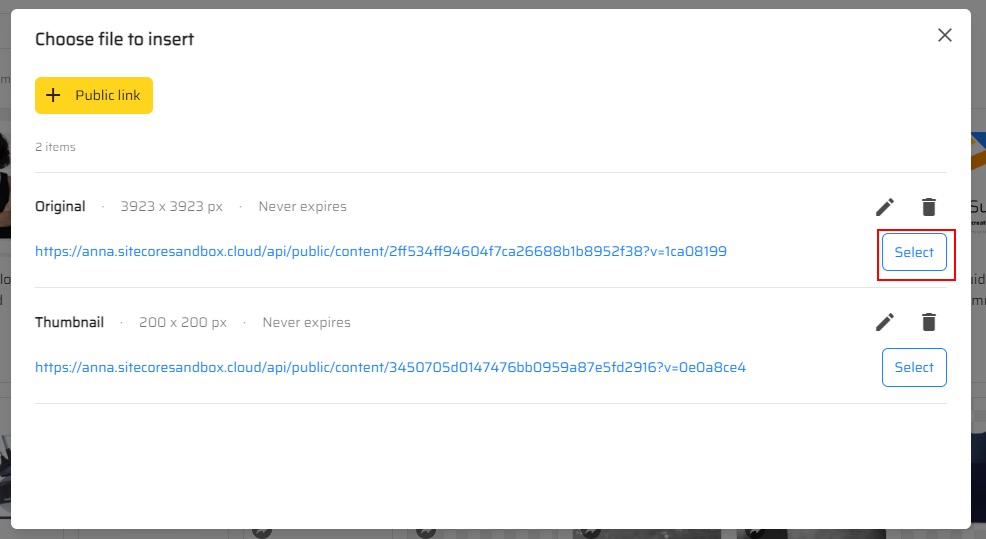 Choose file to insert
Public link
2 items
Original · 3923 x 3923 px · Never expires
https://anna.sitecoresandbox.cloud/api/public/content/2ff534ff94604f7ca26688b1b8952f38?v=1ca08199
Select
Thumbnail · 200 x 200 px · Never expires
https://anna.sitecoresandbox.cloud/api/public/content/3450705d0147476bb0959a87e5fd2916?v=0e0a8ce4
Select